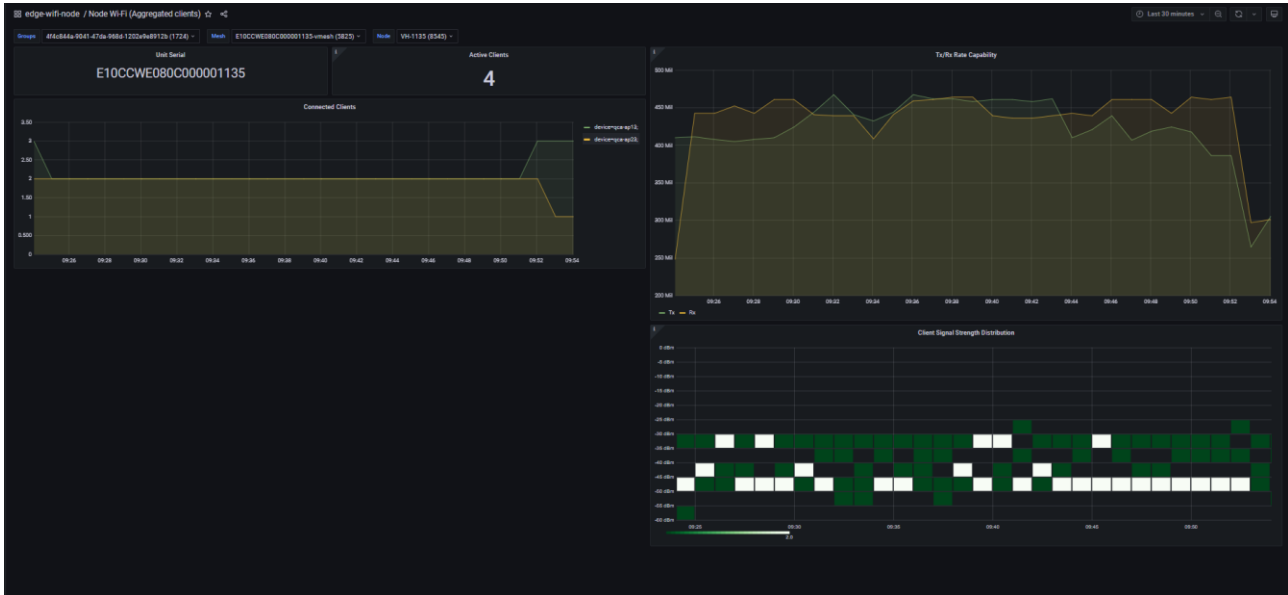 edge-wifi-node / Node Wi-Fi (Aggregated clients)
Last 30 minutes
Groups 4f4c844a-9041-47da-968d-1202e9e8912b (1724) Mesh E10CCWE080C000001135-vmesh (5825) Node VH-1135 (8545)
Unit Serial
E10CCWE080C000001135
Active Clients
4
Connected Clients
3.50
3
2.50
2
1.50
1
0.500
0
09:26 09:28 09:30 09:32 09:34 09:36 09:38 09:40 09:42 09:44 09:46 09:48 09:50 09:52 09:54
Tx/Rx Rate Capability
500 Mil
450 Mil
400 Mil
350 Mil
300 Mil
250 Mil
200 Mil
09:26 09:28 09:30 09:32 09:34 09:36 09:38 09:40 09:42 09:44 09:46 09:48 09:50 09:52 09:54
Tx Rx
Client Signal Strength Distribution
0 dBm
-5 dBm
-10 dBm
-15 dBm
-20 dBm
-25 dBm
-30 dBm
-35 dBm
-40 dBm
-45 dBm
-50 dBm
-55 dBm
-60 dBm
09:30 09:35 09:40 09:45 09:50
2.0